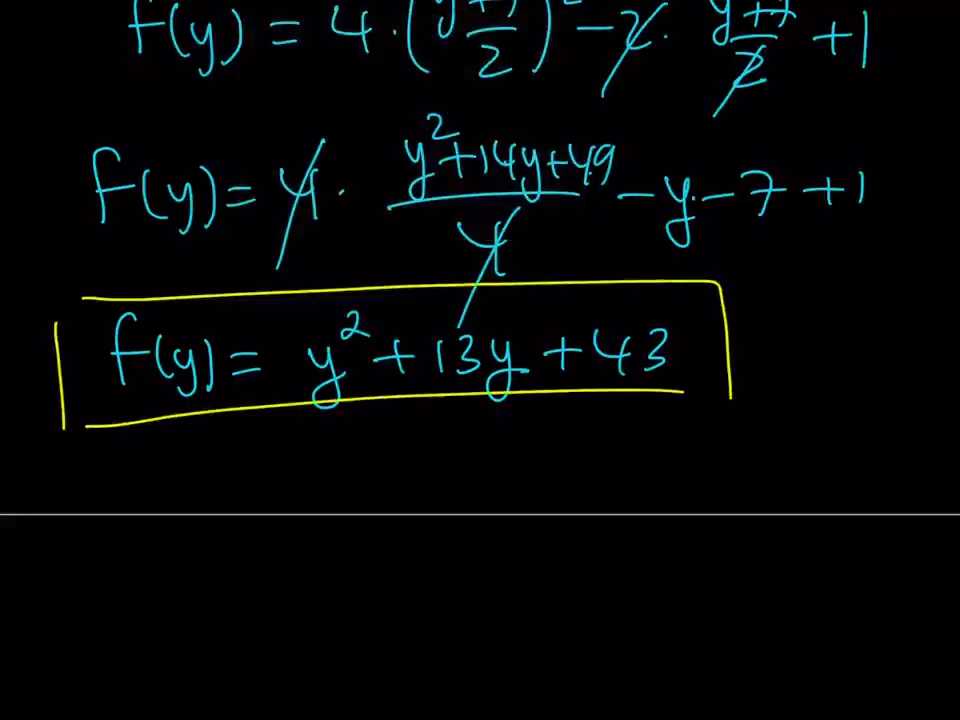 f(y) = 4·(y+7/2)² - 2· y+7/2 + 1
f(y) = 4· y²+14y+49/4 - y - 7 + 1
f(y) = y² + 13y + 43